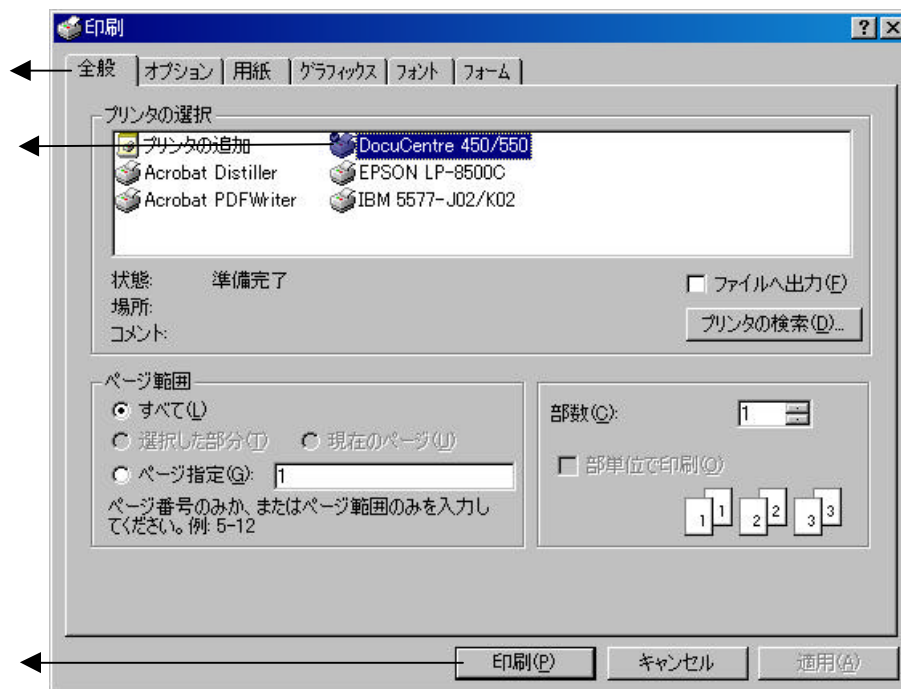 印刷
全般 オプション 用紙 グラフィックス フォント フォーム
プリンタの選択
プリンタの追加 DocuCentre 450/550
Acrobat Distiller EPSON LP-8500C
Acrobat PDFWriter IBM 5577-J02/K02
状態: 準備完了
ファイルへ出力(F)
場所:
コメント:
プリンタの検索(D)...
ページ範囲
すべて(L)
選択した部分(T) 現在のページ(U)
ページ指定(G): 1
ページ番号のみか、またはページ範囲のみを入力し
てください。例: 5-12
部数(C): 1
部単位で印刷(O)
1 1 2 2 3 3
印刷(P) キャンセル 適用(A)